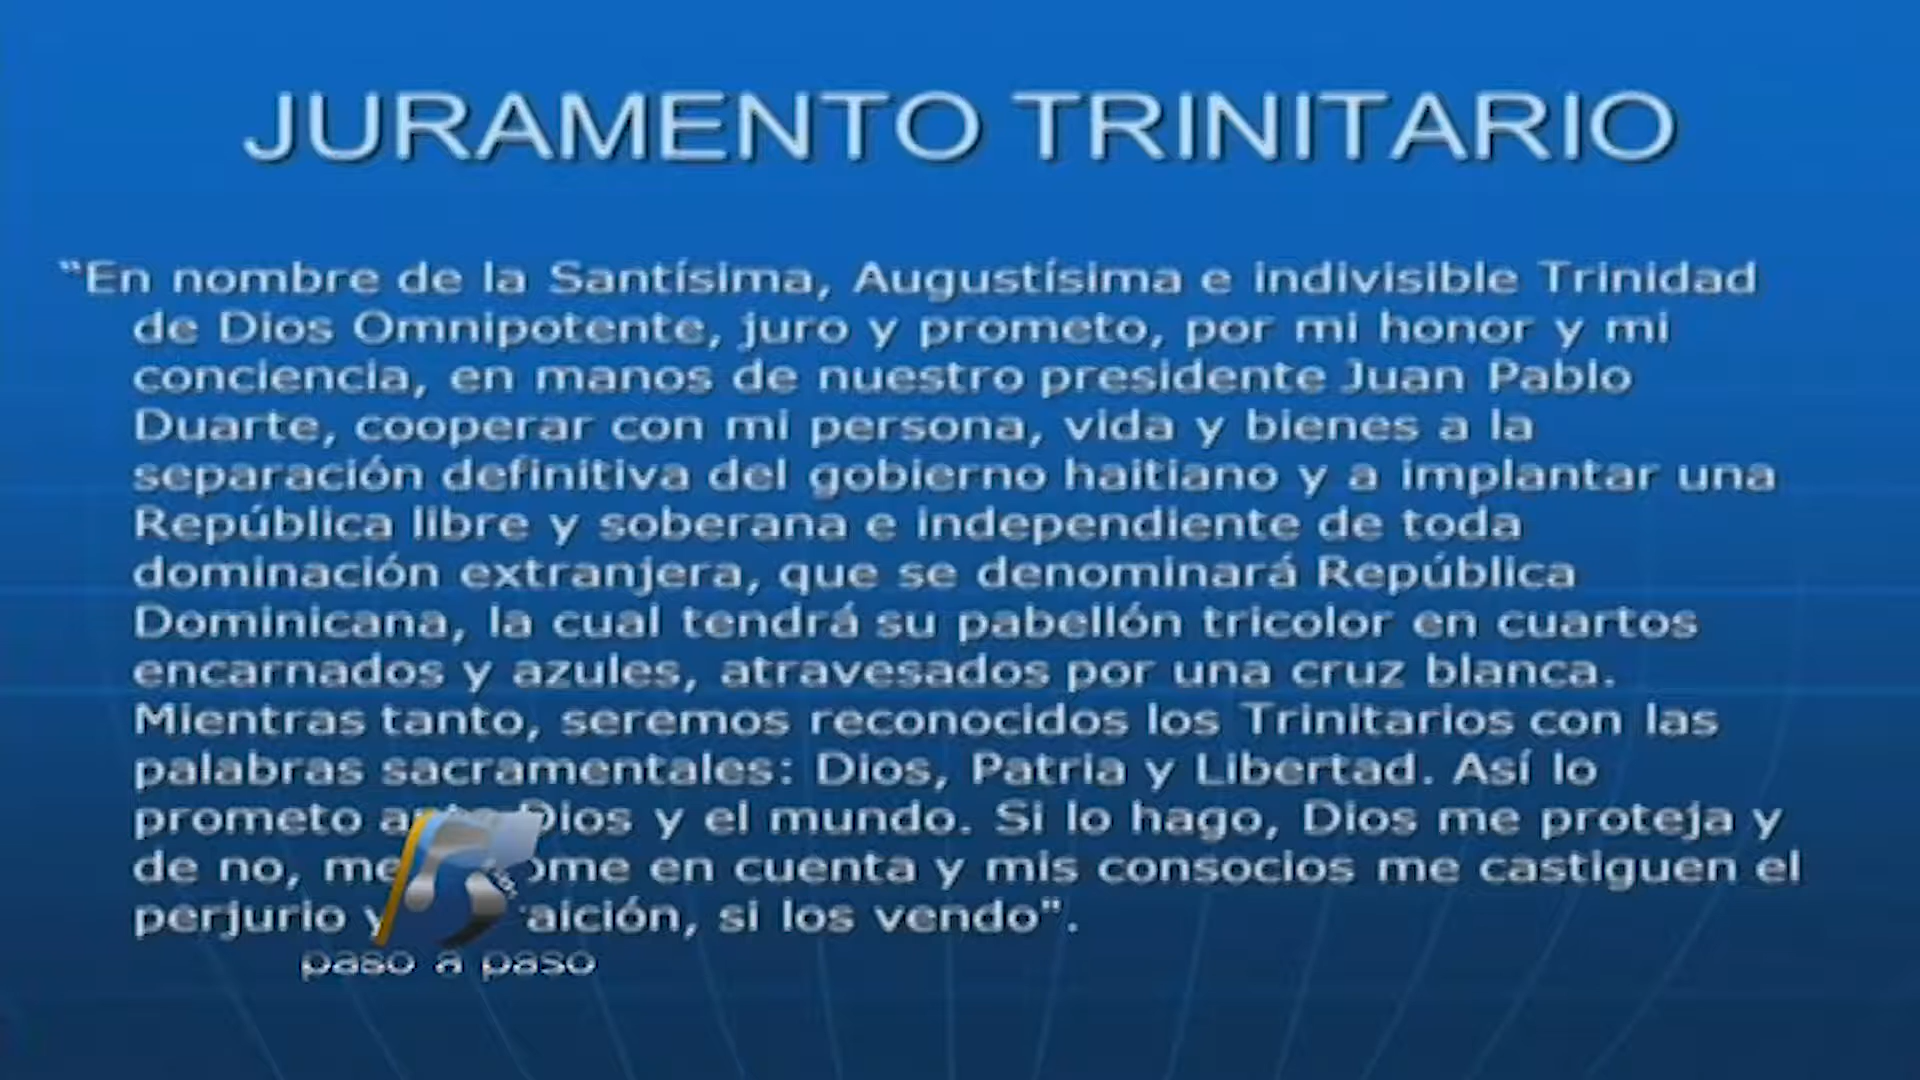 JURAMENTO TRINITARIO
“En nombre de la Santísima, Augustísima e indivisible Trinidad
de Dios Omnipotente, juro y prometo, por mi honor y mi
conciencia, en manos de nuestro presidente Juan Pablo
Duarte, cooperar con mi persona, vida y bienes a la
separación definitiva del gobierno haitiano y a implantar una
República libre y soberana e independiente de toda
dominación extranjera, que se denominará República
Dominicana, la cual tendrá su pabellón tricolor en cuartos
encarnados y azules, atravesados por una cruz blanca.
Mientras tanto, seremos reconocidos los Trinitarios con las
palabras sacramentales: Dios, Patria y Libertad. Así lo
prometo Dios y el mundo. Si lo hago, Dios me proteja y
de no, me en cuenta y mis consocios me castiguen el
perjurio y si los vendo".
paso a paso